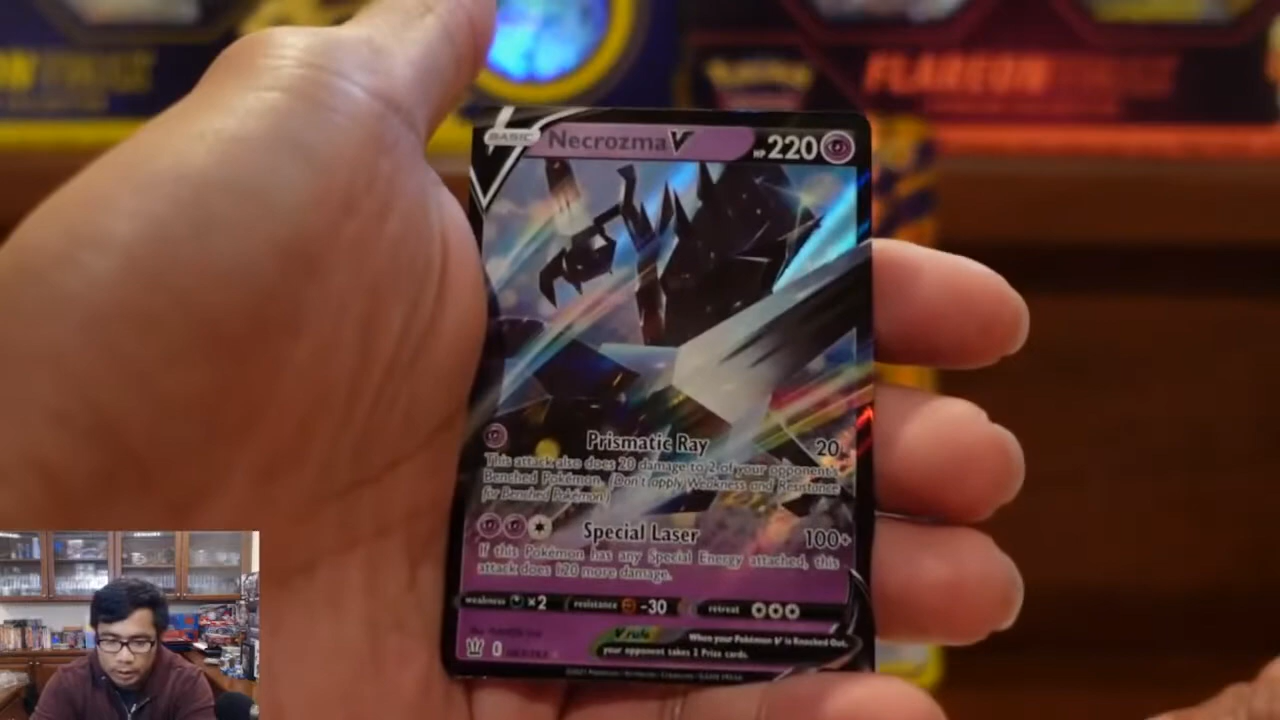 FLAREON
BASIC Necrozma V HP 220
Prismatic Ray 20
This attack also does 20 damage to 2 of your opponent's
Benched Pokémon. (Don't apply Weakness and Resistance
for Benched Pokémon.)
Special Laser 100+
If this Pokémon has any Special Energy attached, this
attack does 120 more damage.
weakness ×2 resistance -30 retreat
V rule When your Pokémon V is Knocked Out,
your opponent takes 2 Prize cards.